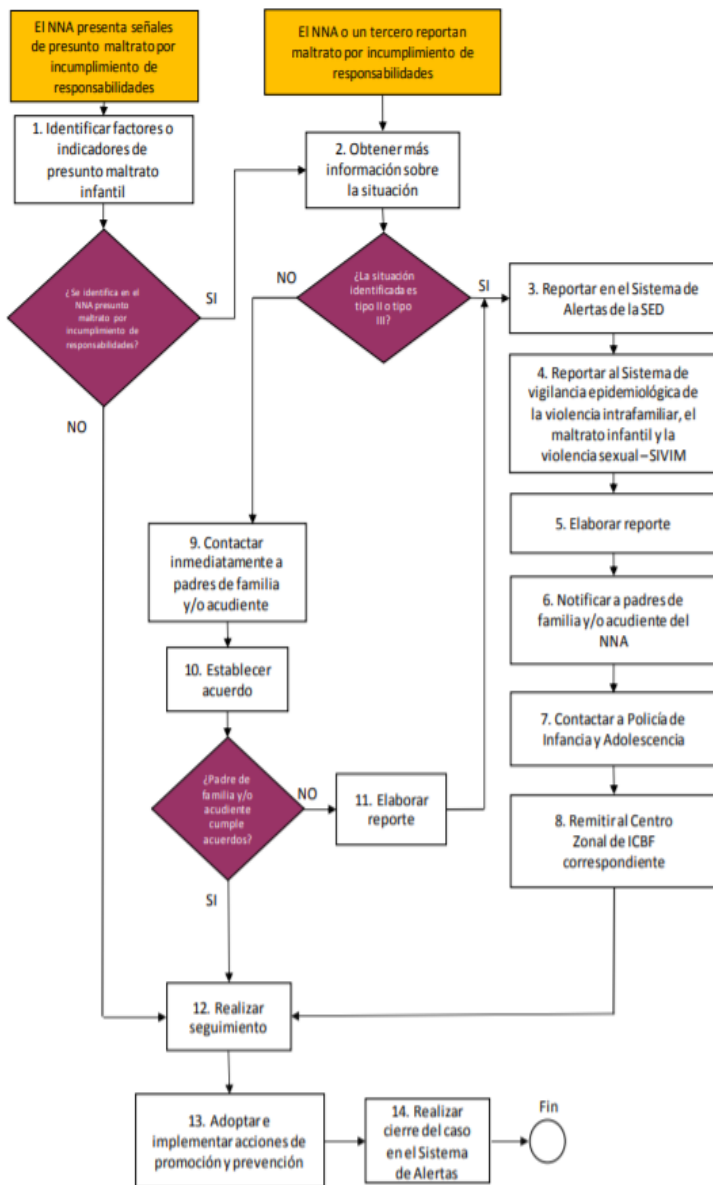 El NNA presenta señales
de presunto maltrato por
incumplimiento de
responsabilidades
El NNA o un tercero reportan
maltrato por incumplimiento de
responsabilidades
1. Identificar factores o
indicadores de
presunto maltrato
infantil
2. Obtener más
información sobre
la situación
¿Se identifica en el
NNA presunto
maltrato por
incumplimiento de
responsabilidades?
SI
NO
¿La situación
identificada es
tipo II o tipo
III?
NO
SI
3. Reportar en el Sistema de
Alertas de la SED
4. Reportar al Sistema de
vigilancia epidemiológica de
la violencia intrafamiliar, el
maltrato infantil y la
violencia sexual – SIVIM
5. Elaborar reporte
6. Notificar a padres de
familia y/o acudiente del
NNA
7. Contactar a Policía de
Infancia y Adolescencia
8. Remitir al Centro
Zonal de ICBF
correspondiente
9. Contactar
inmediatamente a
padres de familia
y/o acudiente
10. Establecer
acuerdo
¿Padre de
familia y/o
acudiente
cumple
acuerdos?
NO
SI
11. Elaborar
reporte
12. Realizar
seguimiento
13. Adoptar e
implementar acciones de
promoción y prevención
14. Realizar
cierre del caso
en el Sistema
de Alertas
Fin